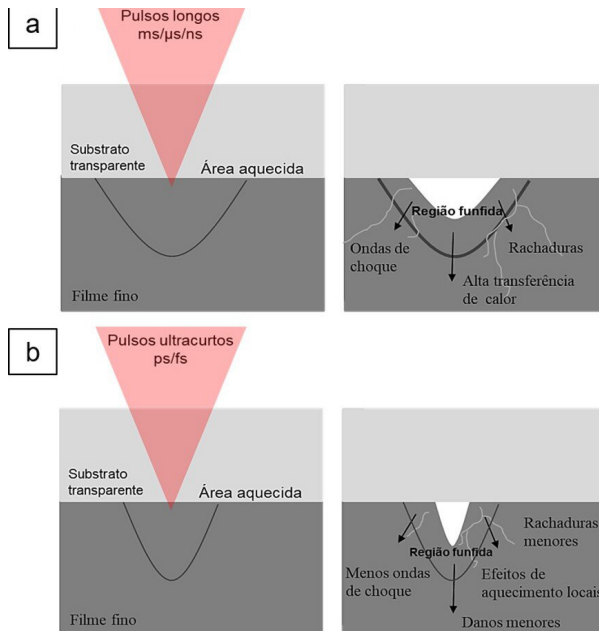 a
Pulsos longos
ms/µs/ns
Substrato
transparente
Área aquecida
Filme fino
Região funfida
Ondas de
choque
Rachaduras
Alta transferência
de calor
b
Pulsos ultracurtos
ps/fs
Substrato
transparente
Área aquecida
Filme fino
Rachaduras
menores
Região funfida
Menos ondas
de choque
Efeitos de
aquecimento locais
Danos menores